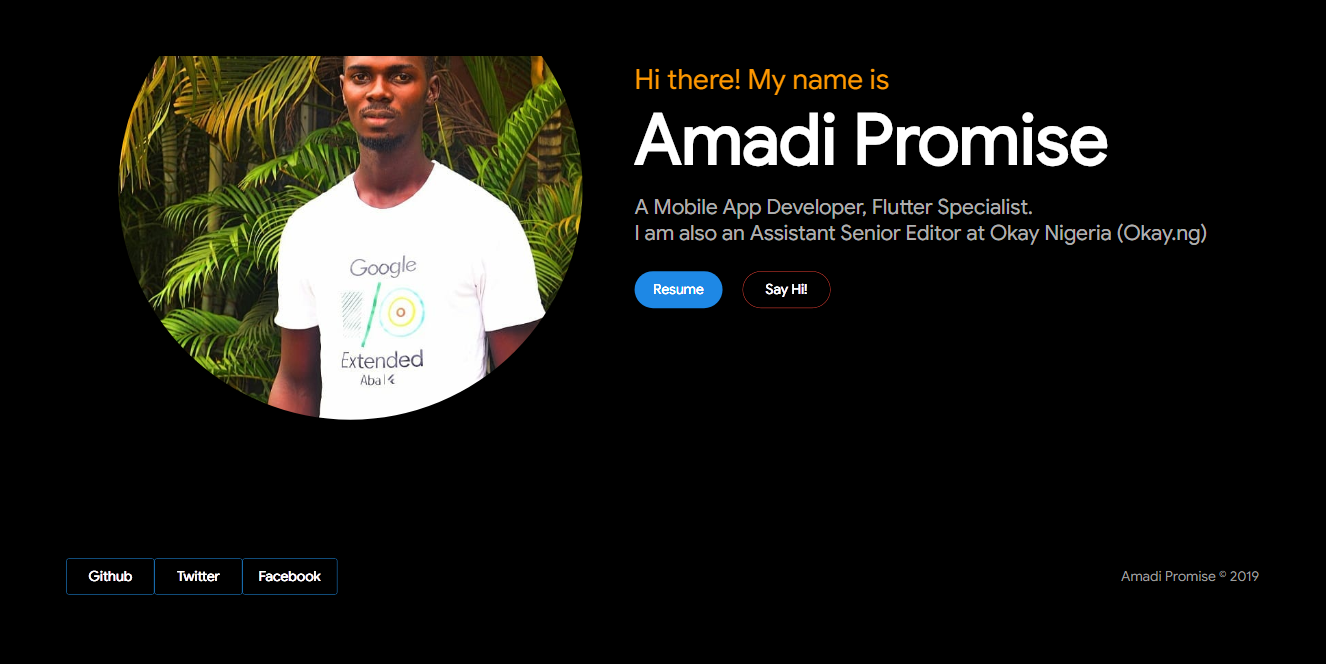 Hi there! My name is
Amadi Promise
A Mobile App Developer, Flutter Specialist.
I am also an Assistant Senior Editor at Okay Nigeria (Okay.ng)
Resume
Say Hi!
Google
I/O
Extended
Aba
Github
Twitter
Facebook
Amadi Promise © 2019